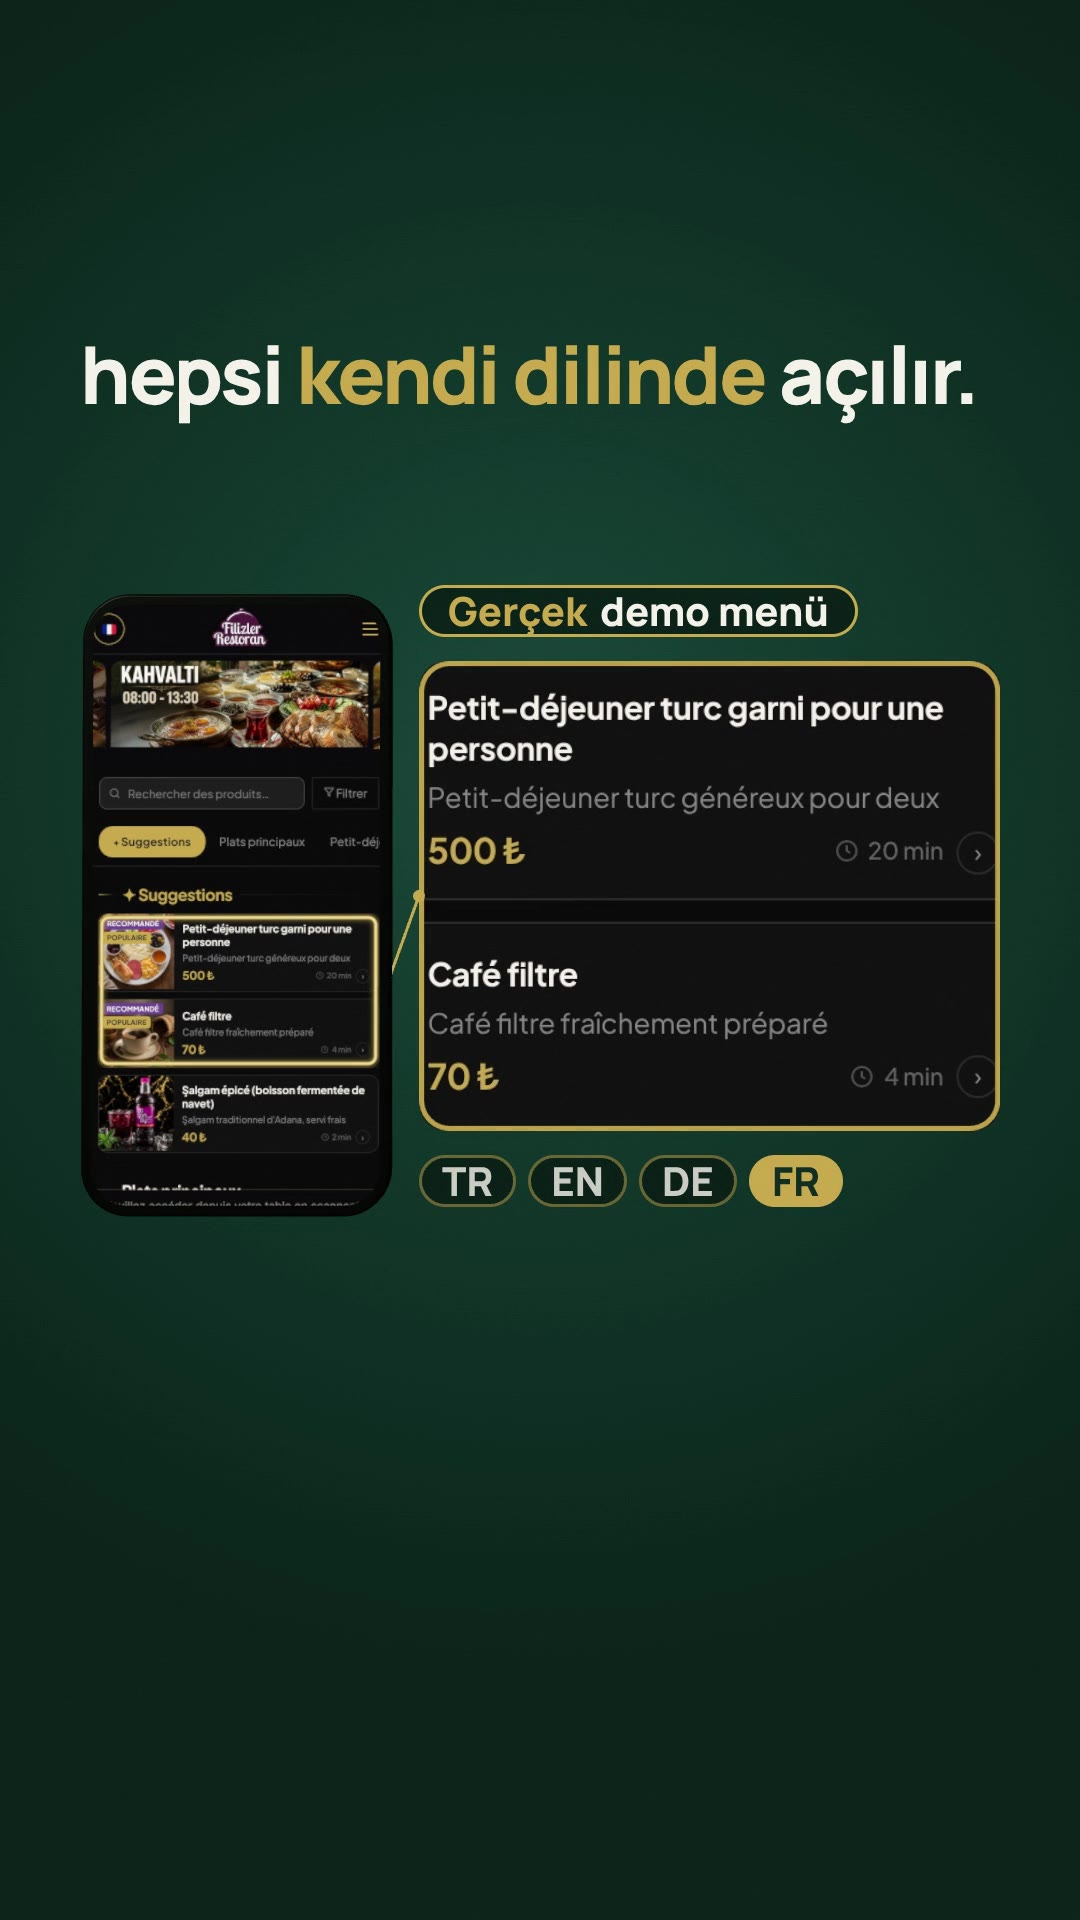 hepsi kendi dilinde açılır.
Filizler
Restoran
KAHVALTI
08:00 - 13:30
Rechercher des produits...
Filtrer
Suggestions
Plats principaux
Petit-déj
Suggestions
RECOMMANDÉ
POPULAIRE
Petit-déjeuner turc garni pour une
personne
Petit-déjeuner turc généreux pour deux
500 ₺
20 min
RECOMMANDÉ
POPULAIRE
Café filtre
Café filtre fraîchement préparé
70 ₺
4 min
Şalgam épicé (boisson fermentée de
navet)
Şalgam traditionnel d'Adana, servi frais
40 ₺
2 min
Gerçek demo menü
Petit-déjeuner turc garni pour une
personne
Petit-déjeuner turc généreux pour deux
500 ₺
20 min
Café filtre
Café filtre fraîchement préparé
70 ₺
4 min
TR EN DE FR